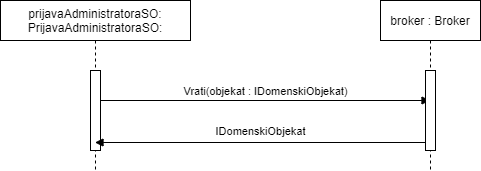 prijavaAdministratoraSO:
PrijavaAdministratoraSO:
broker : Broker
Vrati(objekat : IDomenskiObjekat)
IDomenskiObjekat